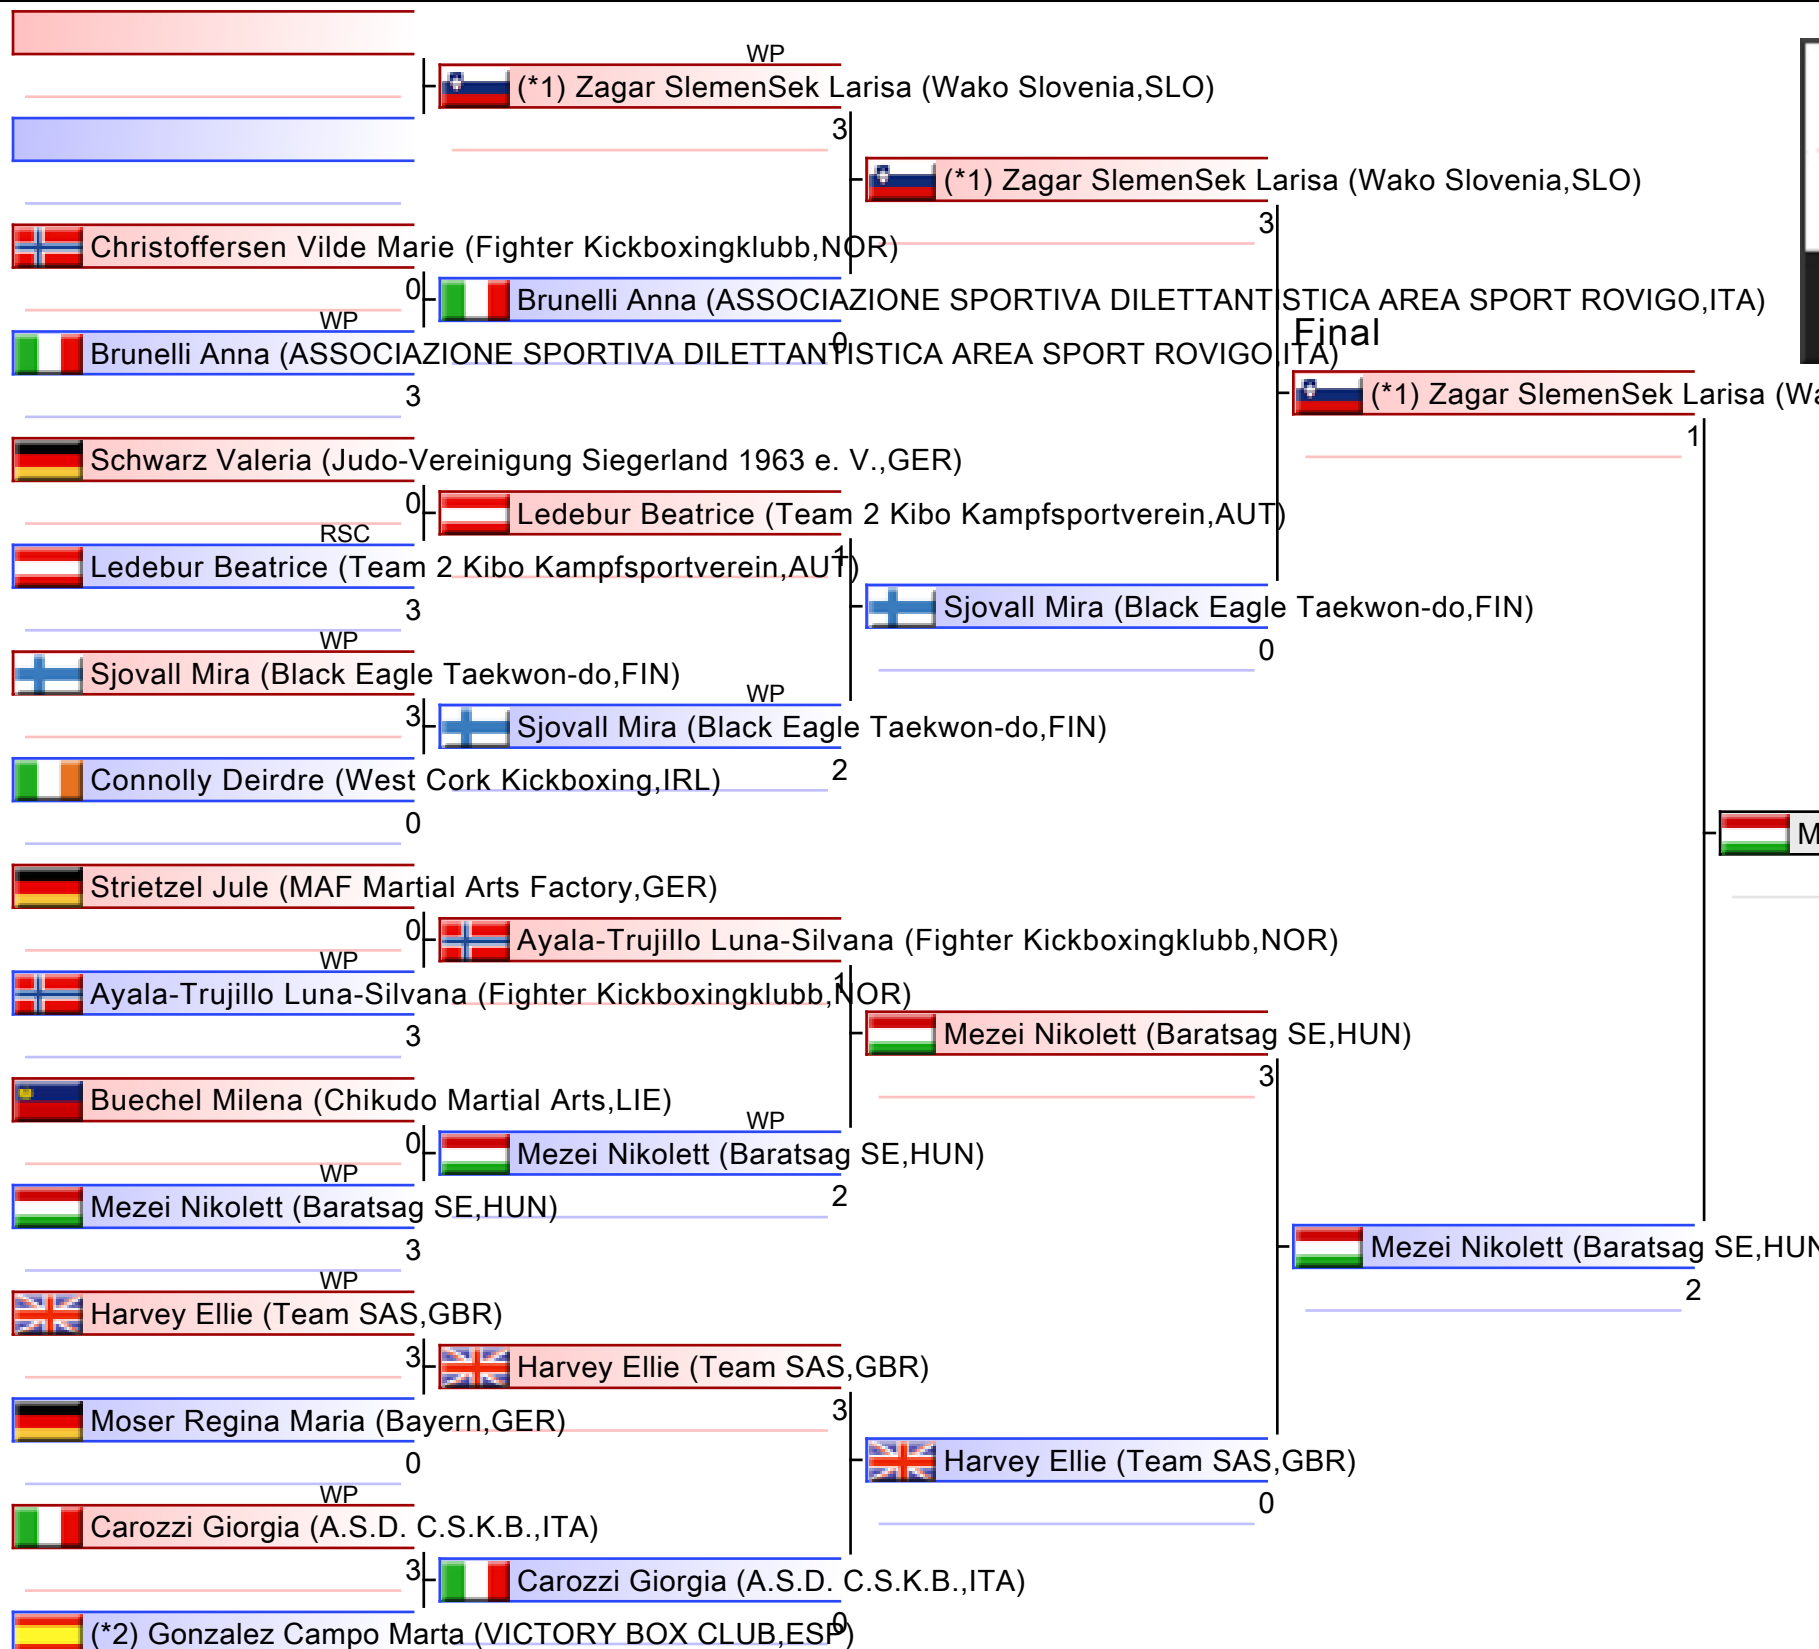 WP
(*1) Zagar SlemenSek Larisa (Wako Slovenia,SLO)
3
(*1) Zagar SlemenSek Larisa (Wako Slovenia,SLO)
3
Christoffersen Vilde Marie (Fighter Kickboxingklubb,NOR)
0
Brunelli Anna (ASSOCIAZIONE SPORTIVA DILETTANTISTICA AREA SPORT ROVIGO,ITA)
WP
Final
Brunelli Anna (ASSOCIAZIONE SPORTIVA DILETTANTISTICA AREA SPORT ROVIGO,ITA)
0
3
(*1) Zagar SlemenSek Larisa (Wa
1
Schwarz Valeria (Judo-Vereinigung Siegerland 1963 e. V.,GER)
0
Ledebur Beatrice (Team 2 Kibo Kampfsportverein,AUT)
RSC
1
Ledebur Beatrice (Team 2 Kibo Kampfsportverein,AUT)
3
Sjovall Mira (Black Eagle Taekwon-do,FIN)
0
WP
Sjovall Mira (Black Eagle Taekwon-do,FIN)
3
WP
Sjovall Mira (Black Eagle Taekwon-do,FIN)
2
Connolly Deirdre (West Cork Kickboxing,IRL)
0
M
Strietzel Jule (MAF Martial Arts Factory,GER)
0
Ayala-Trujillo Luna-Silvana (Fighter Kickboxingklubb,NOR)
WP
1
Ayala-Trujillo Luna-Silvana (Fighter Kickboxingklubb,NOR)
3
Mezei Nikolett (Baratsag SE,HUN)
3
Buechel Milena (Chikudo Martial Arts,LIE)
0
WP
Mezei Nikolett (Baratsag SE,HUN)
2
WP
Mezei Nikolett (Baratsag SE,HUN)
3
Mezei Nikolett (Baratsag SE,HUN
2
WP
Harvey Ellie (Team SAS,GBR)
3
Harvey Ellie (Team SAS,GBR)
3
Moser Regina Maria (Bayern,GER)
0
Harvey Ellie (Team SAS,GBR)
0
WP
Carozzi Giorgia (A.S.D. C.S.K.B.,ITA)
3
Carozzi Giorgia (A.S.D. C.S.K.B.,ITA)
0
(*2) Gonzalez Campo Marta (VICTORY BOX CLUB,ESP)